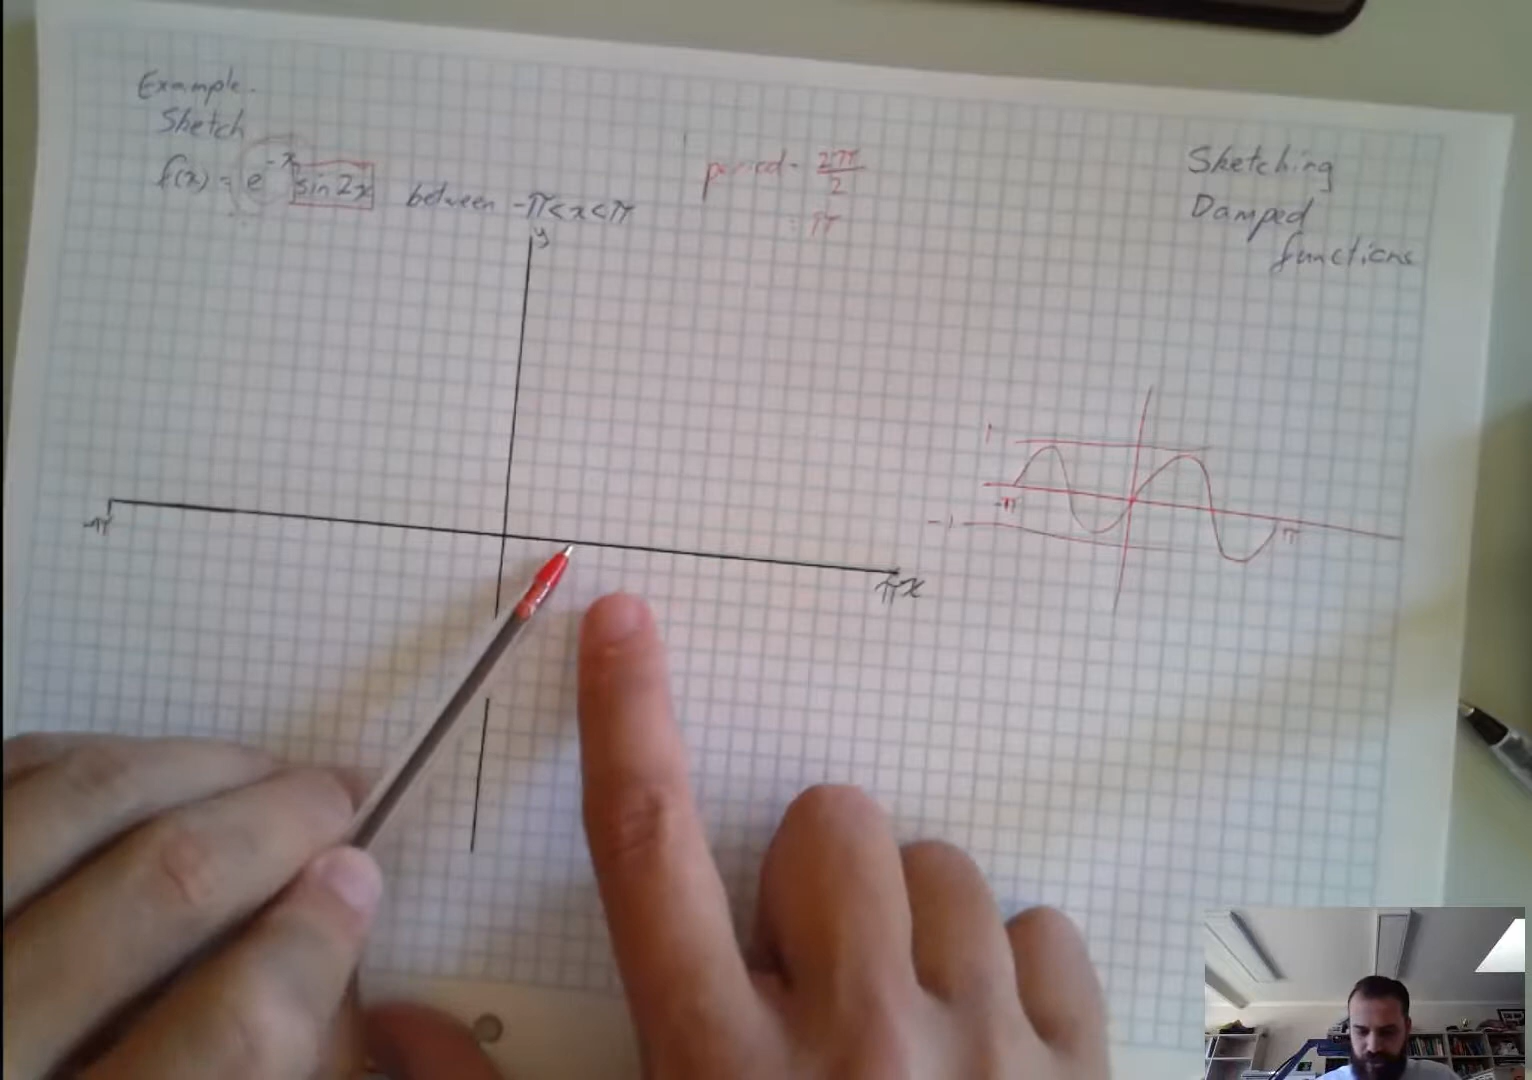 Example.
Sketch
f(x) = e^-x sin 2x between -π<x<π
period = 2π/2
= π
Sketching
Damped
functions
y
-π
π x
1
-1
-π
π